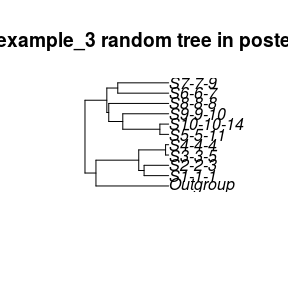 example_3 random tree in poste
S7-7-9
S6-6-7
S8-8-8
S9-9-10
S10-10-14
S5-5-11
S4-4-4
S3-3-5
S2-2-3
S1-1-1
Outgroup